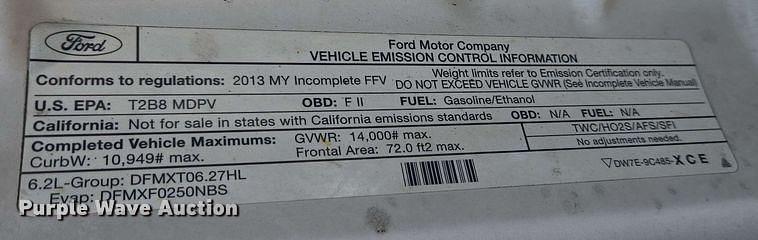 Ford
Ford Motor Company
VEHICLE EMISSION CONTROL INFORMATION
Conforms to regulations: 2013 MY Incomplete FFV
Weight limits refer to Emission Certification only.
DO NOT EXCEED VEHICLE GVWR (See Incomplete Vehicle Manual)
U.S. EPA: T2B8 MDPV OBD: F II FUEL: Gasoline/Ethanol
California: Not for sale in states with California emissions standards OBD: N/A FUEL: N/A
Completed Vehicle Maximums: GVWR: 14,000# max.
CurbW: 10,949# max. Frontal Area: 72.0 ft2 max.
TWC/HO2S/AFS/SFI
No adjustments needed.
6.2L-Group: DFMXT06.27HL
Evap: DFMXF0250NBS
▽DW7E-9C485-XCE
Purple Wave Auction